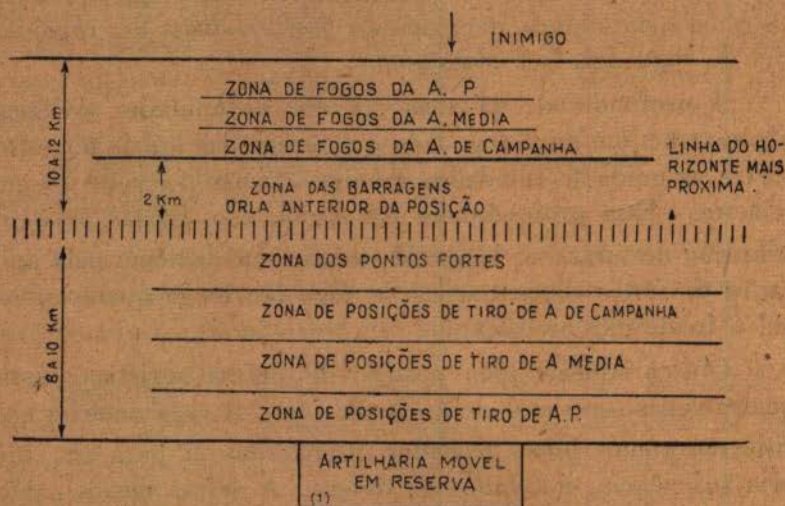 INIMIGO
10 A 12 Km
ZONA DE FOGOS DA A. P.
ZONA DE FOGOS DA A. MÉDIA
ZONA DE FOGOS DA A. DE CAMPANHA
LINHA DO HO-
RIZONTE MAIS
PROXIMA.
2 Km
ZONA DAS BARRAGENS
ORLA ANTERIOR DA POSIÇÃO
8 A 10 Km
ZONA DOS PONTOS FORTES
ZONA DE POSIÇÕES DE TIRO DE A DE CAMPANHA
ZONA DE POSIÇÕES DE TIRO DE A MÉDIA
ZONA DE POSIÇÕES DE TIRO DE A.P.
ARTILHARIA MOVEL
EM RESERVA
(1)